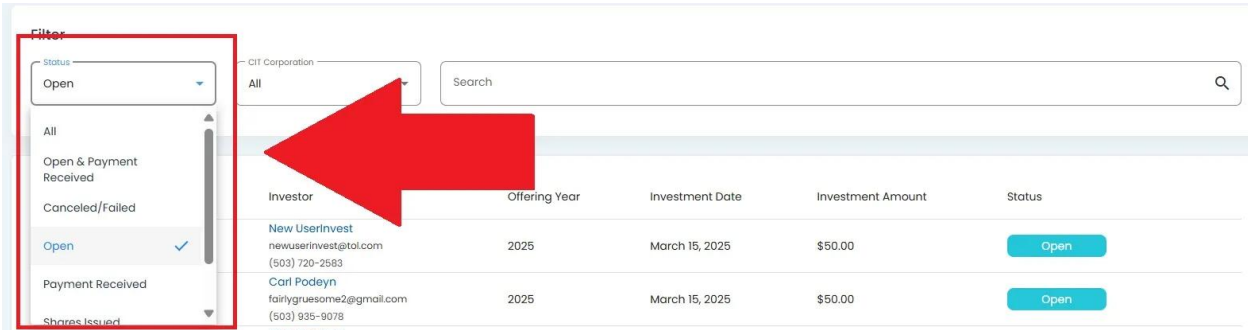 Filter
Status
Open
CIT Corporation
All
Search
All
Open & Payment
Received
Canceled/Failed
Open
Payment Received
Shares Issued
Investor Offering Year Investment Date Investment Amount Status
New UserInvest
newuserinvest@tol.com 2025 March 15, 2025 $50.00 Open
(503) 720-2583
Carl Podeyn
fairlygruesome2@gmail.com 2025 March 15, 2025 $50.00 Open
(503) 935-9078